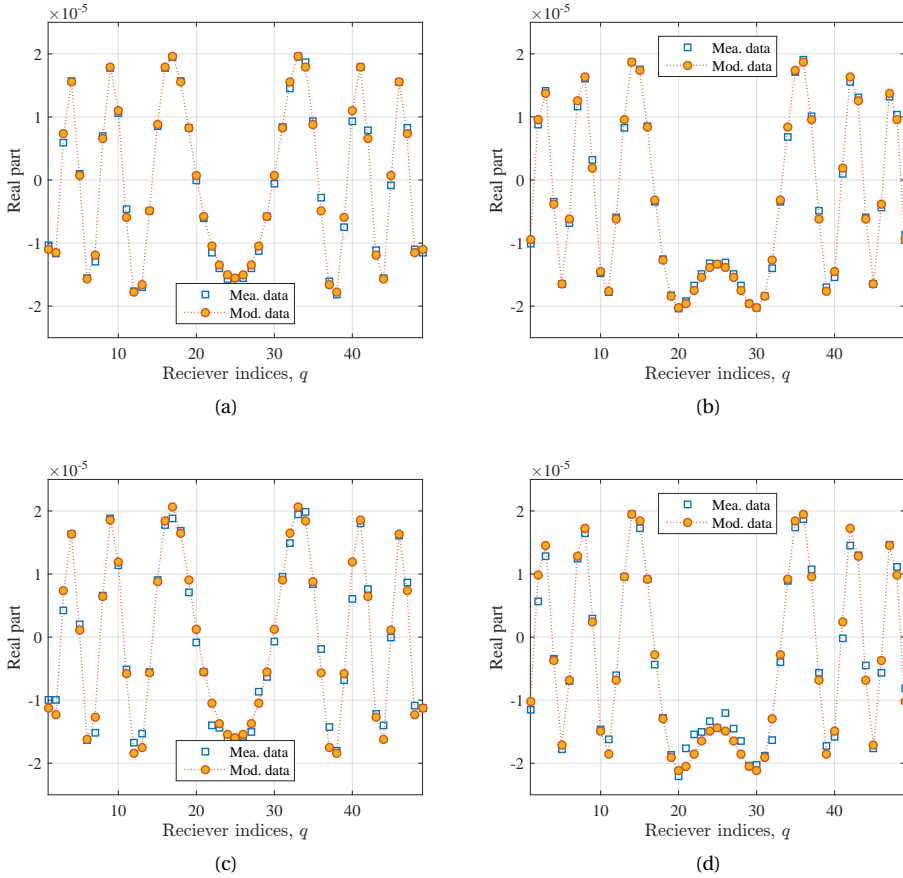 ×10⁻⁵
2
1
0
-1
-2
Real part
Mea. data
Mod. data
10
20
30
40
Reciever indices, q
(a)
×10⁻⁵
2
1
0
-1
-2
Real part
Mea. data
Mod. data
10
20
30
40
Reciever indices, q
(b)
×10⁻⁵
2
1
0
-1
-2
Real part
Mea. data
Mod. data
10
20
30
40
Reciever indices, q
(c)
×10⁻⁵
2
1
0
-1
-2
Real part
Mea. data
Mod. data
10
20
30
40
Reciever indices, q
(d)